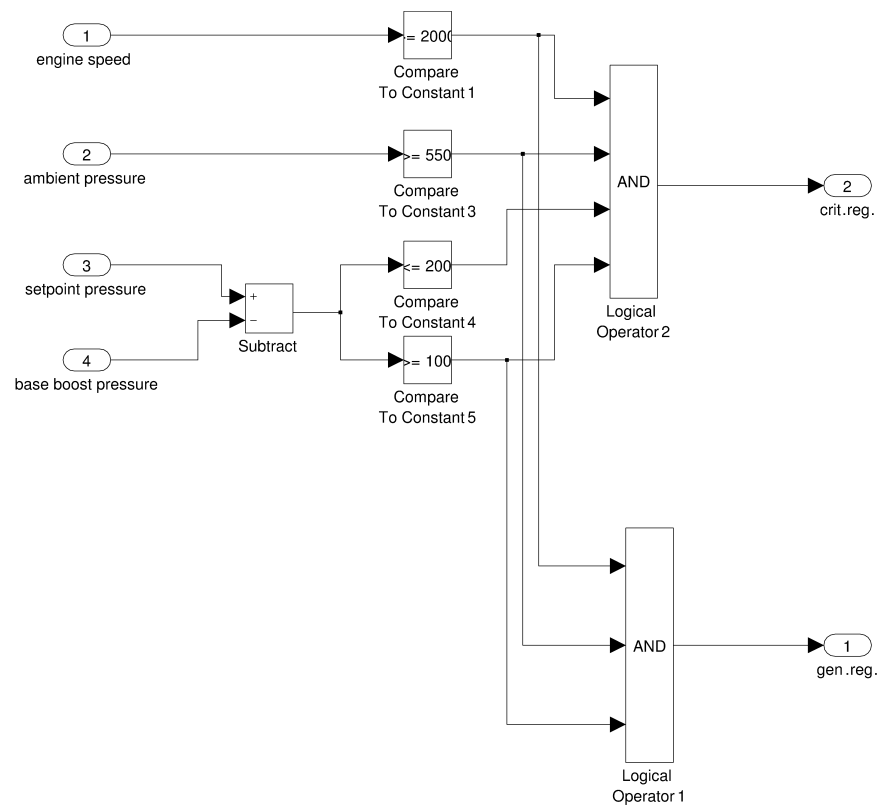 1
engine speed
= 2000
Compare
To Constant 1
2
ambient pressure
>= 550
Compare
To Constant 3
AND
Logical
Operator 2
2
crit.reg.
3
setpoint pressure
+
−
Subtract
<= 200
Compare
To Constant 4
4
base boost pressure
>= 100
Compare
To Constant 5
AND
Logical
Operator 1
1
gen.reg.